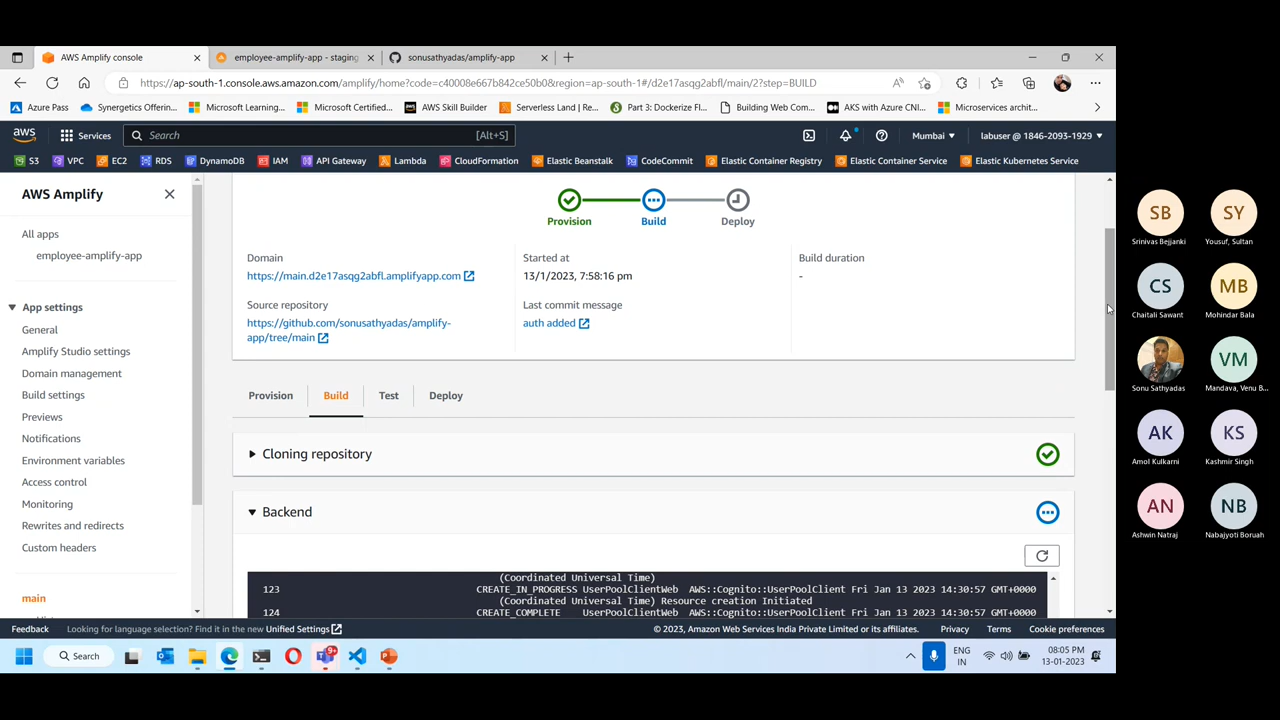 AWS Amplify console
employee-amplify-app - staging
sonusathyadas/amplify-app
https://ap-south-1.console.aws.amazon.com/amplify/home?code=c40008e667b842ce50b0&region=ap-south-1#/d2e17asqg2abfl/main/2?step=BUILD
Azure Pass
Synergetics Offerin...
Microsoft Learning...
Microsoft Certified...
AWS Skill Builder
Serverless Land | Re...
Part 3: Dockerize Fl...
Building Web Com...
AKS with Azure CNI...
Microservices archit...
aws
Services
Search
[Alt+S]
Mumbai
labuser @ 1846-2093-1929
S3
VPC
EC2
RDS
DynamoDB
IAM
API Gateway
Lambda
CloudFormation
Elastic Beanstalk
CodeCommit
Elastic Container Registry
Elastic Container Service
Elastic Kubernetes Service
AWS Amplify
All apps
employee-amplify-app
App settings
General
Amplify Studio settings
Domain management
Build settings
Previews
Notifications
Environment variables
Access control
Monitoring
Rewrites and redirects
Custom headers
main
Provision
Build
Deploy
Domain
https://main.d2e17asqg2abfl.amplifyapp.com
Source repository
https://github.com/sonusathyadas/amplify-
app/tree/main
Started at
13/1/2023, 7:58:16 pm
Last commit message
auth added
Build duration
-
Provision
Build
Test
Deploy
Cloning repository
Backend
(Coordinated Universal Time)
123 CREATE_IN_PROGRESS UserPoolClientWeb AWS::Cognito::UserPoolClient Fri Jan 13 2023 14:30:57 GMT+0000
(Coordinated Universal Time) Resource creation Initiated
124 CREATE_COMPLETE UserPoolClientWeb AWS::Cognito::UserPoolClient Fri Jan 13 2023 14:30:57 GMT+0000
Feedback
Looking for language selection? Find it in the new Unified Settings
© 2023, Amazon Web Services India Private Limited or its affiliates.
Privacy
Terms
Cookie preferences
Search
9+
ENG
IN
08:05 PM
13-01-2023
SB
Srinivas Bejjanki
SY
Yousuf, Sultan
CS
Chaitali Sawant
MB
Mohindar Bala
Sonu Sathyadas
VM
Mandava, Venu B...
AK
Amol Kulkarni
KS
Kashmir Singh
AN
Ashwin Natraj
NB
Nabajyoti Boruah